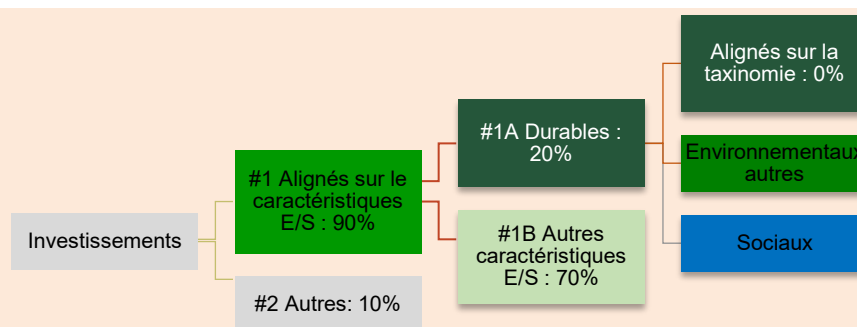 Investissements
#1 Alignés sur le
caractéristiques
E/S : 90%
#2 Autres: 10%
#1A Durables :
20%
#1B Autres
caractéristiques
E/S : 70%
Alignés sur la
taxinomie : 0%
Environnementaux
autres
Sociaux